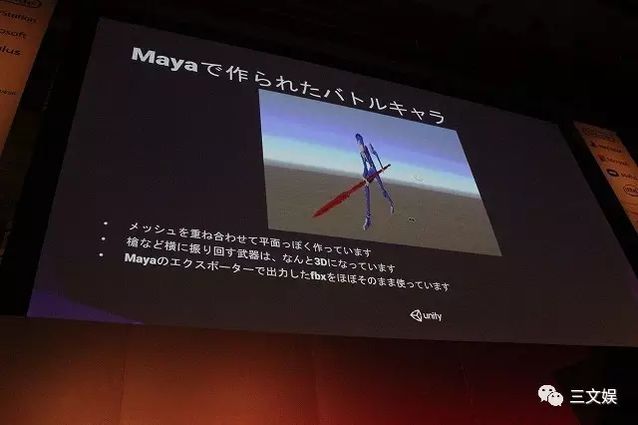 Mayaで作られたバトルキャラ
• メッシュを重ね合わせて平面っぽく作っています
• 槍など横に振り回す武器は、なんと3Dになっています
• Mayaのエクスポーターで出力したfbxをほぼそのまま使っています
unity
三文娱